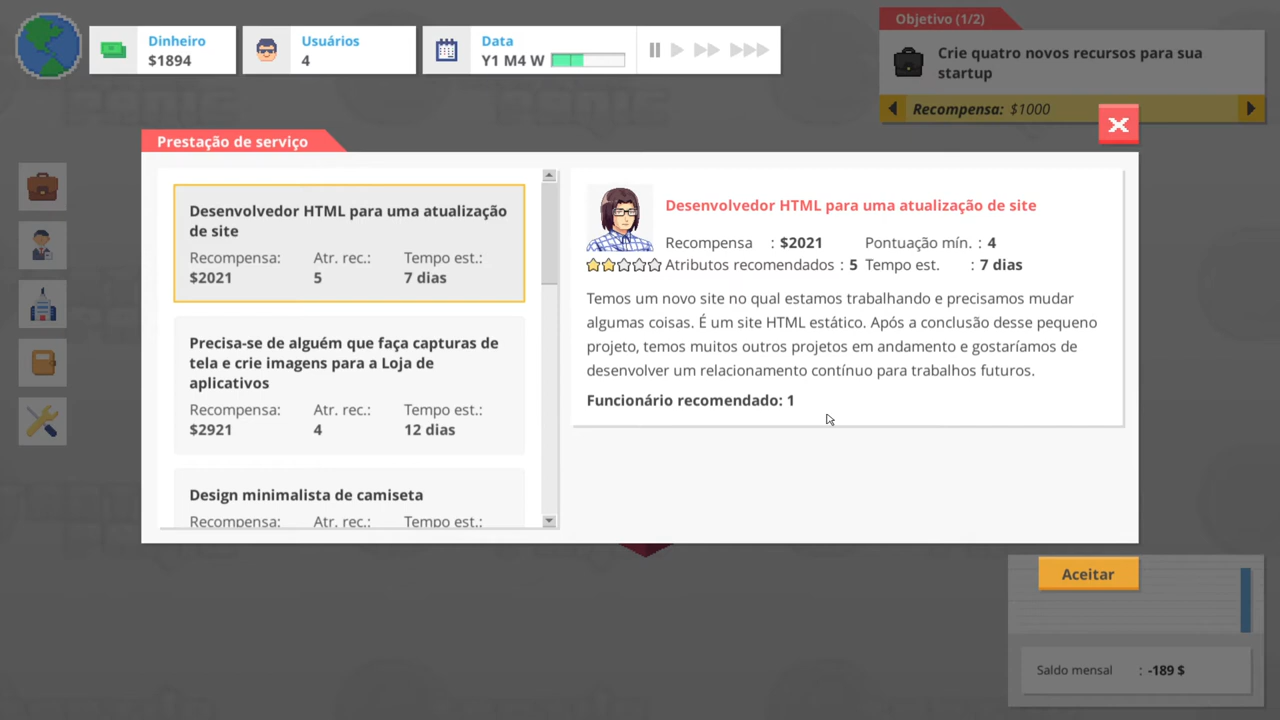 Dinheiro
$1894
Usuários
4
Data
Y1 M4 W
Objetivo (1/2)
Crie quatro novos recursos para sua
startup
Recompensa: $1000
Prestação de serviço
Desenvolvedor HTML para uma atualização
de site
Recompensa: Atr. rec.: Tempo est.:
$2021 5 7 dias
Precisa-se de alguém que faça capturas de
tela e crie imagens para a Loja de
aplicativos
Recompensa: Atr. rec.: Tempo est.:
$2921 4 12 dias
Design minimalista de camiseta
Recompensa: Atr. rec.: Tempo est.:
Desenvolvedor HTML para uma atualização de site
Recompensa : $2021 Pontuação mín. : 4
Atributos recomendados : 5 Tempo est. : 7 dias
Temos um novo site no qual estamos trabalhando e precisamos mudar
algumas coisas. É um site HTML estático. Após a conclusão desse pequeno
projeto, temos muitos outros projetos em andamento e gostaríamos de
desenvolver um relacionamento contínuo para trabalhos futuros.
Funcionário recomendado: 1
Aceitar
Saldo mensal : -189 $